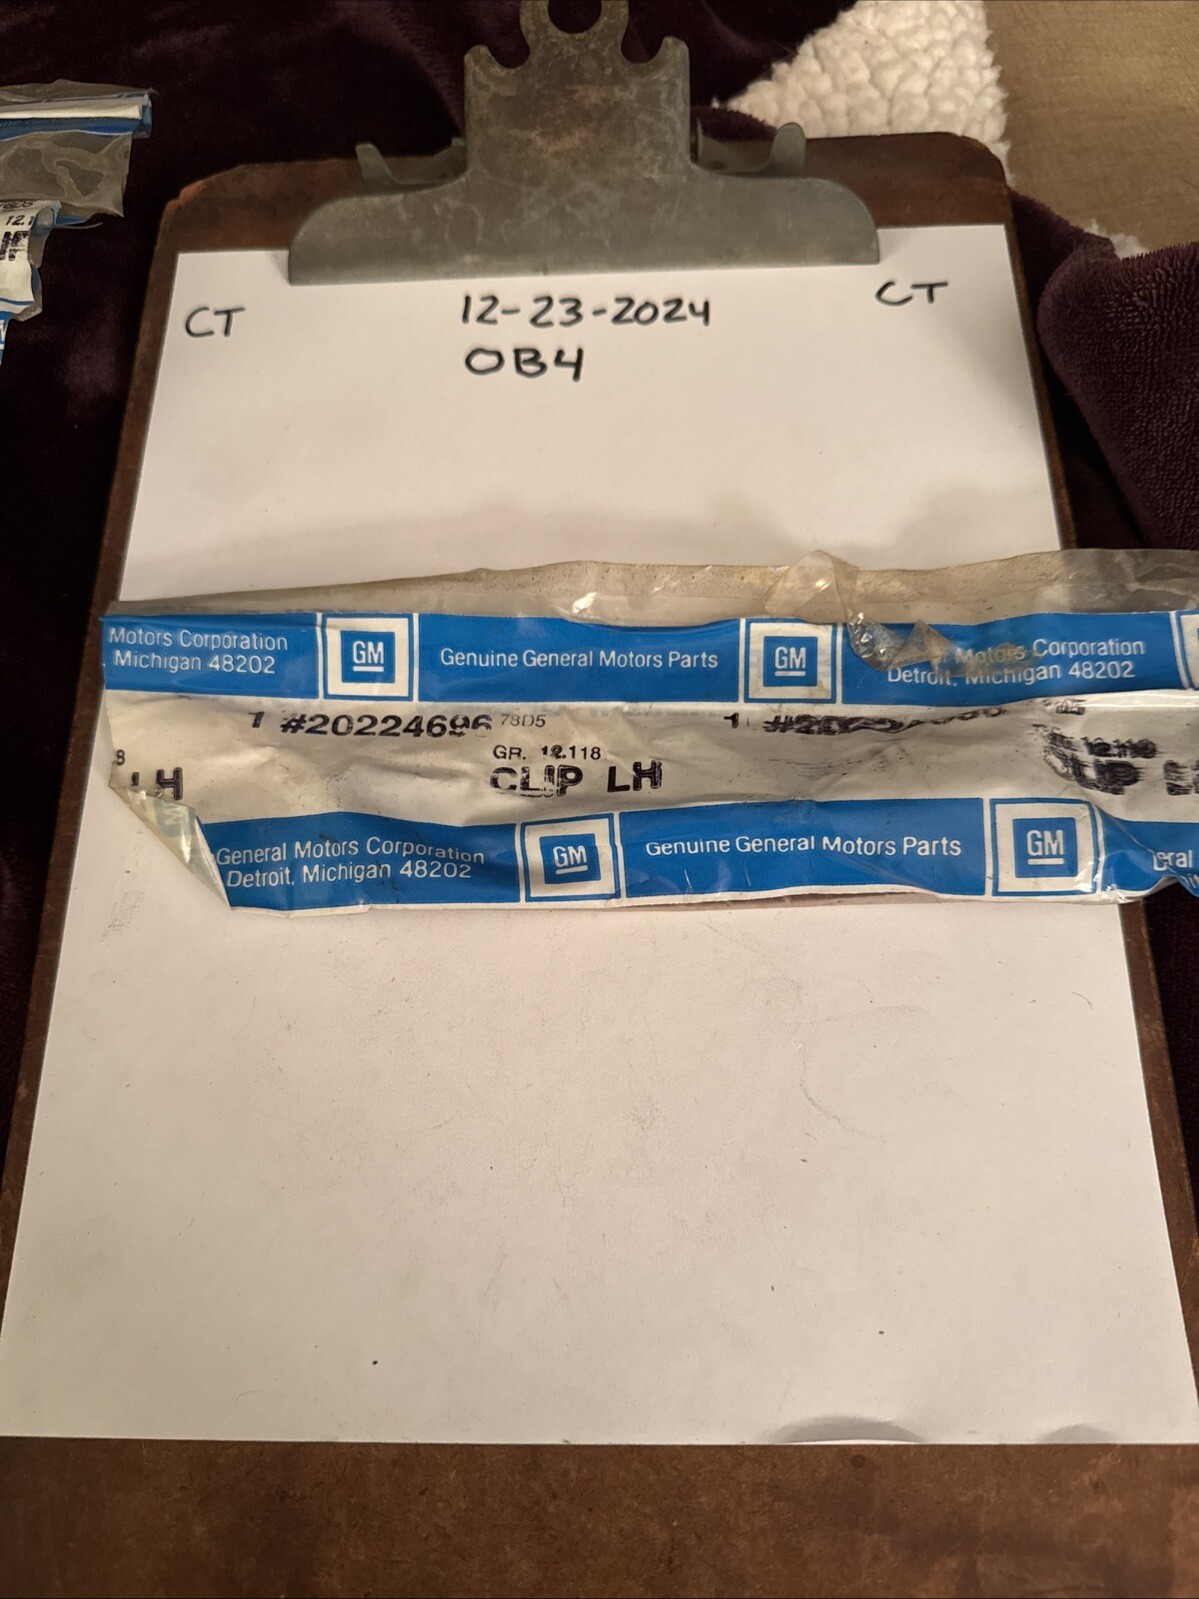 CT 12-23-2024 CT
OB4
Motors Corporation
Michigan 48202
GM
Genuine General Motors Parts
GM
Motors Corporation
Detroit, Michigan 48202
1 #20224696 78D5 1
GR. 12.118
LH CLIP LH CLIP
General Motors Corporation
Detroit, Michigan 48202
GM
Genuine General Motors Parts
GM